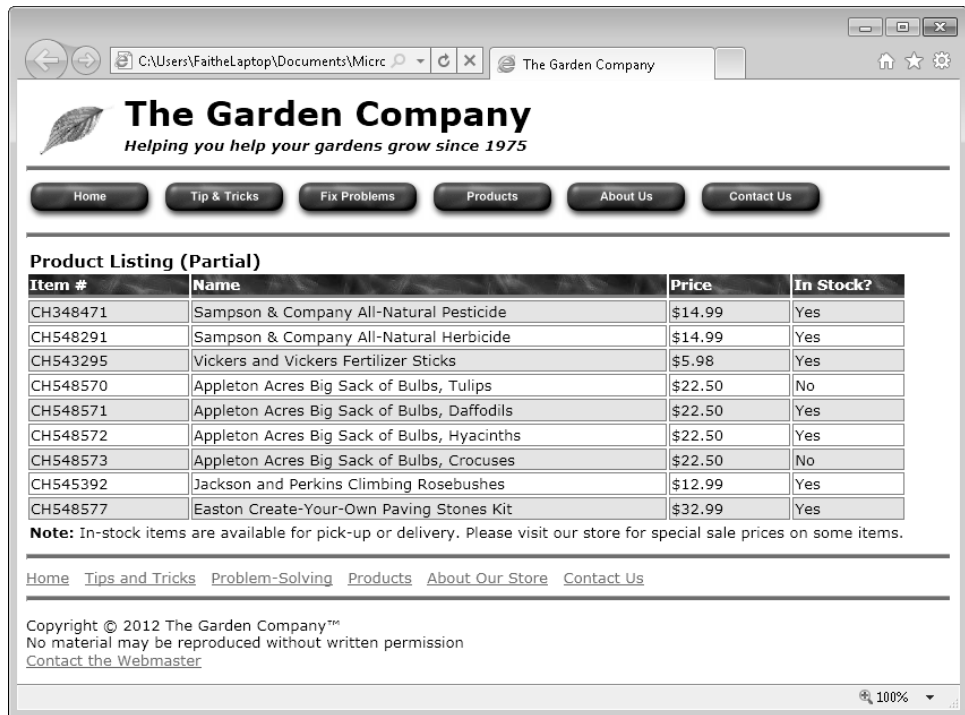 C:\Users\FaitheLaptop\Documents\Micrc
The Garden Company
The Garden Company
Helping you help your gardens grow since 1975
Home Tip & Tricks Fix Problems Products About Us Contact Us
Product Listing (Partial)
Item # Name Price In Stock?
CH348471 Sampson & Company All-Natural Pesticide $14.99 Yes
CH548291 Sampson & Company All-Natural Herbicide $14.99 Yes
CH543295 Vickers and Vickers Fertilizer Sticks $5.98 Yes
CH548570 Appleton Acres Big Sack of Bulbs, Tulips $22.50 No
CH548571 Appleton Acres Big Sack of Bulbs, Daffodils $22.50 Yes
CH548572 Appleton Acres Big Sack of Bulbs, Hyacinths $22.50 Yes
CH548573 Appleton Acres Big Sack of Bulbs, Crocuses $22.50 No
CH545392 Jackson and Perkins Climbing Rosebushes $12.99 Yes
CH548577 Easton Create-Your-Own Paving Stones Kit $32.99 Yes
Note: In-stock items are available for pick-up or delivery. Please visit our store for special sale prices on some items.
Home Tips and Tricks Problem-Solving Products About Our Store Contact Us
Copyright © 2012 The Garden Company™
No material may be reproduced without written permission
Contact the Webmaster
100%